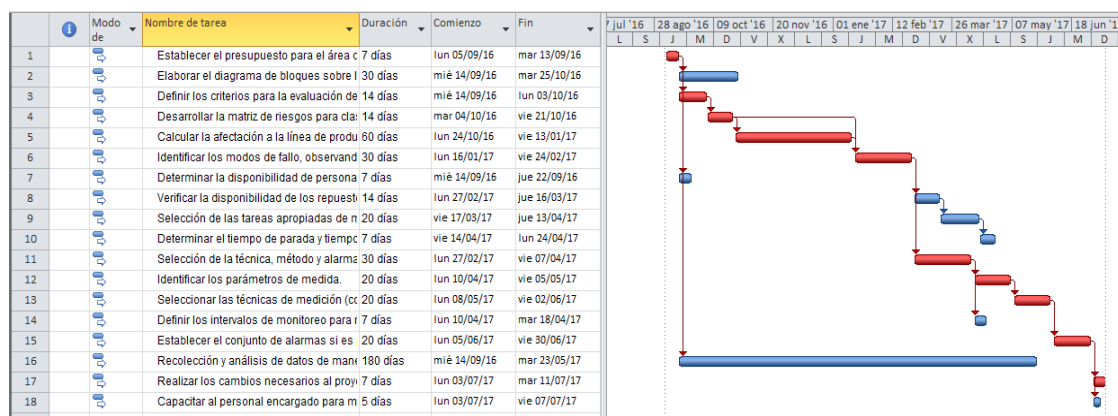 Modo de Nombre de tarea Duración Comienzo Fin
jul '16 28 ago '16 09 oct '16 20 nov '16 01 ene '17 12 feb '17 26 mar '17 07 may '17 18 jun '1
L S J M D V X L S J M D V X L S J M D
1 Establecer el presupuesto para el área 7 días lun 05/09/16 mar 13/09/16
2 Elaborar el diagrama de bloques sobre 30 días mié 14/09/16 mar 25/10/16
3 Definir los criterios para la evaluación de 14 días mié 14/09/16 lun 03/10/16
4 Desarrollar la matriz de riesgos para cla 14 días mar 04/10/16 vie 21/10/16
5 Calcular la afectación a la línea de produ 60 días lun 24/10/16 vie 13/01/17
6 Identificar los modos de fallo, observand 30 días lun 16/01/17 vie 24/02/17
7 Determinar la disponibilidad de persona 7 días mié 14/09/16 jue 22/09/16
8 Verificar la disponibilidad de los repuest 14 días lun 27/02/17 jue 16/03/17
9 Selección de las tareas apropiadas de 20 días vie 17/03/17 jue 13/04/17
10 Determinar el tiempo de parada y tiempo 7 días vie 14/04/17 lun 24/04/17
11 Selección de la técnica, método y alarma 30 días lun 27/02/17 vie 07/04/17
12 Identificar los parámetros de medida. 20 días lun 10/04/17 vie 05/05/17
13 Seleccionar las técnicas de medición (co 20 días lun 08/05/17 vie 02/06/17
14 Definir los intervalos de monitoreo para 7 días lun 10/04/17 mar 18/04/17
15 Establecer el conjunto de alarmas si es 20 días lun 05/06/17 vie 30/06/17
16 Recolección y análisis de datos de mane 180 días mié 14/09/16 mar 23/05/17
17 Realizar los cambios necesarios al proy 7 días lun 03/07/17 mar 11/07/17
18 Capacitar al personal encargado para m 5 días lun 03/07/17 vie 07/07/17